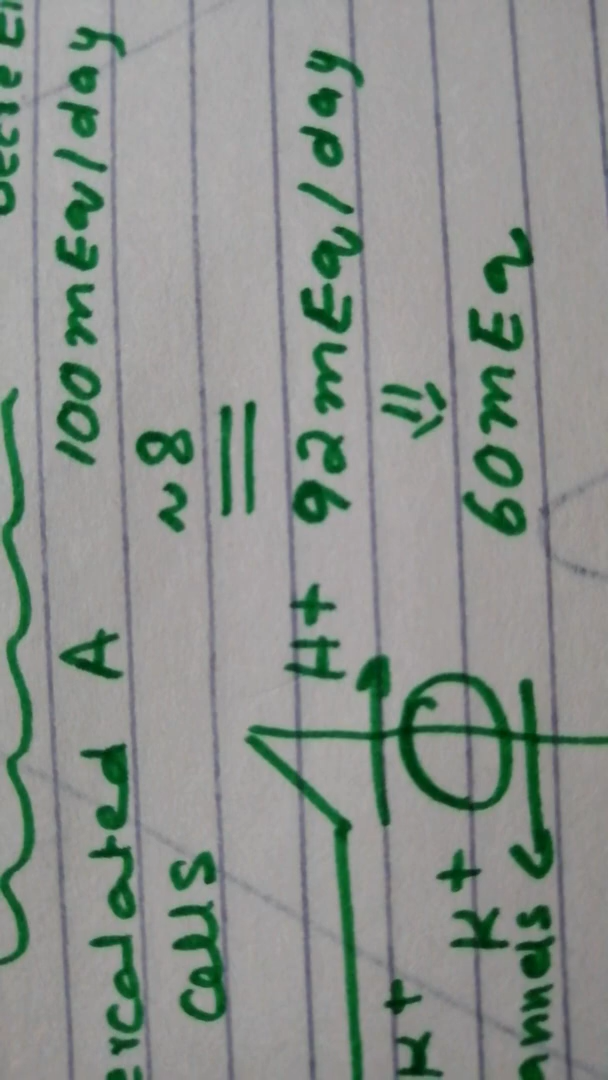 ercalated A 100 mEq/day
cells ~8
H+ 92 mEq/day
K+ =
K+ 60 mEq
annels